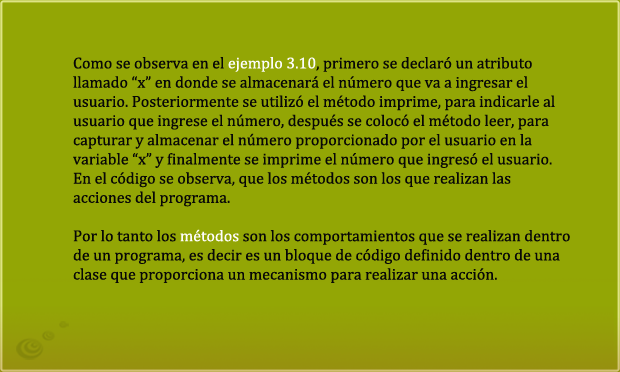 Como se observa en el ejemplo 3.10, primero se declaró un atributo
llamado “x” en donde se almacenará el número que va a ingresar el
usuario. Posteriormente se utilizó el método imprime, para indicarle al
usuario que ingrese el número, después se colocó el método leer, para
capturar y almacenar el número proporcionado por el usuario en la
variable “x” y finalmente se imprime el número que ingresó el usuario.
En el código se observa, que los métodos son los que realizan las
acciones del programa.
Por lo tanto los métodos son los comportamientos que se realizan dentro
de un programa, es decir es un bloque de código definido dentro de una
clase que proporciona un mecanismo para realizar una acción.